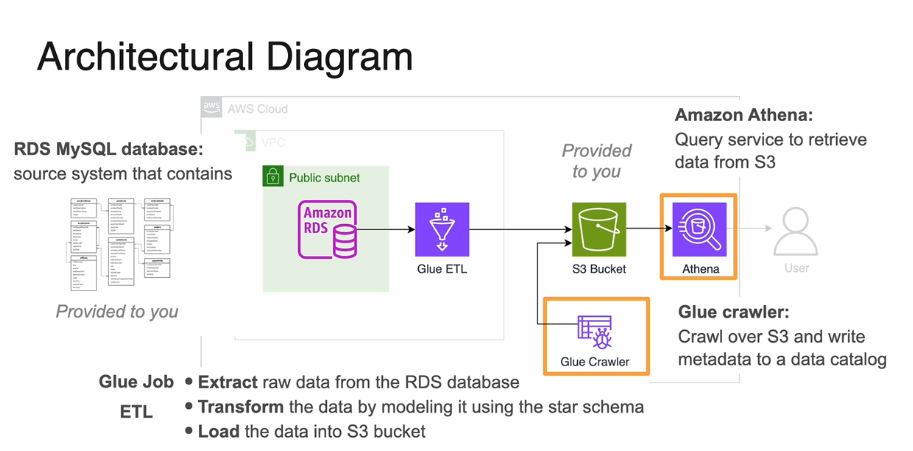 Architectural Diagram
aws
AWS Cloud
VPC
RDS MySQL database:
source system that contains
Provided to you
Public subnet
Amazon
RDS
Glue ETL
Provided
to you
S3 Bucket
Amazon Athena:
Query service to retrieve
data from S3
Athena
User
Glue Crawler
Glue crawler:
Crawl over S3 and write
metadata to a data catalog
Glue Job
ETL
• Extract raw data from the RDS database
• Transform the data by modeling it using the star schema
• Load the data into S3 bucket